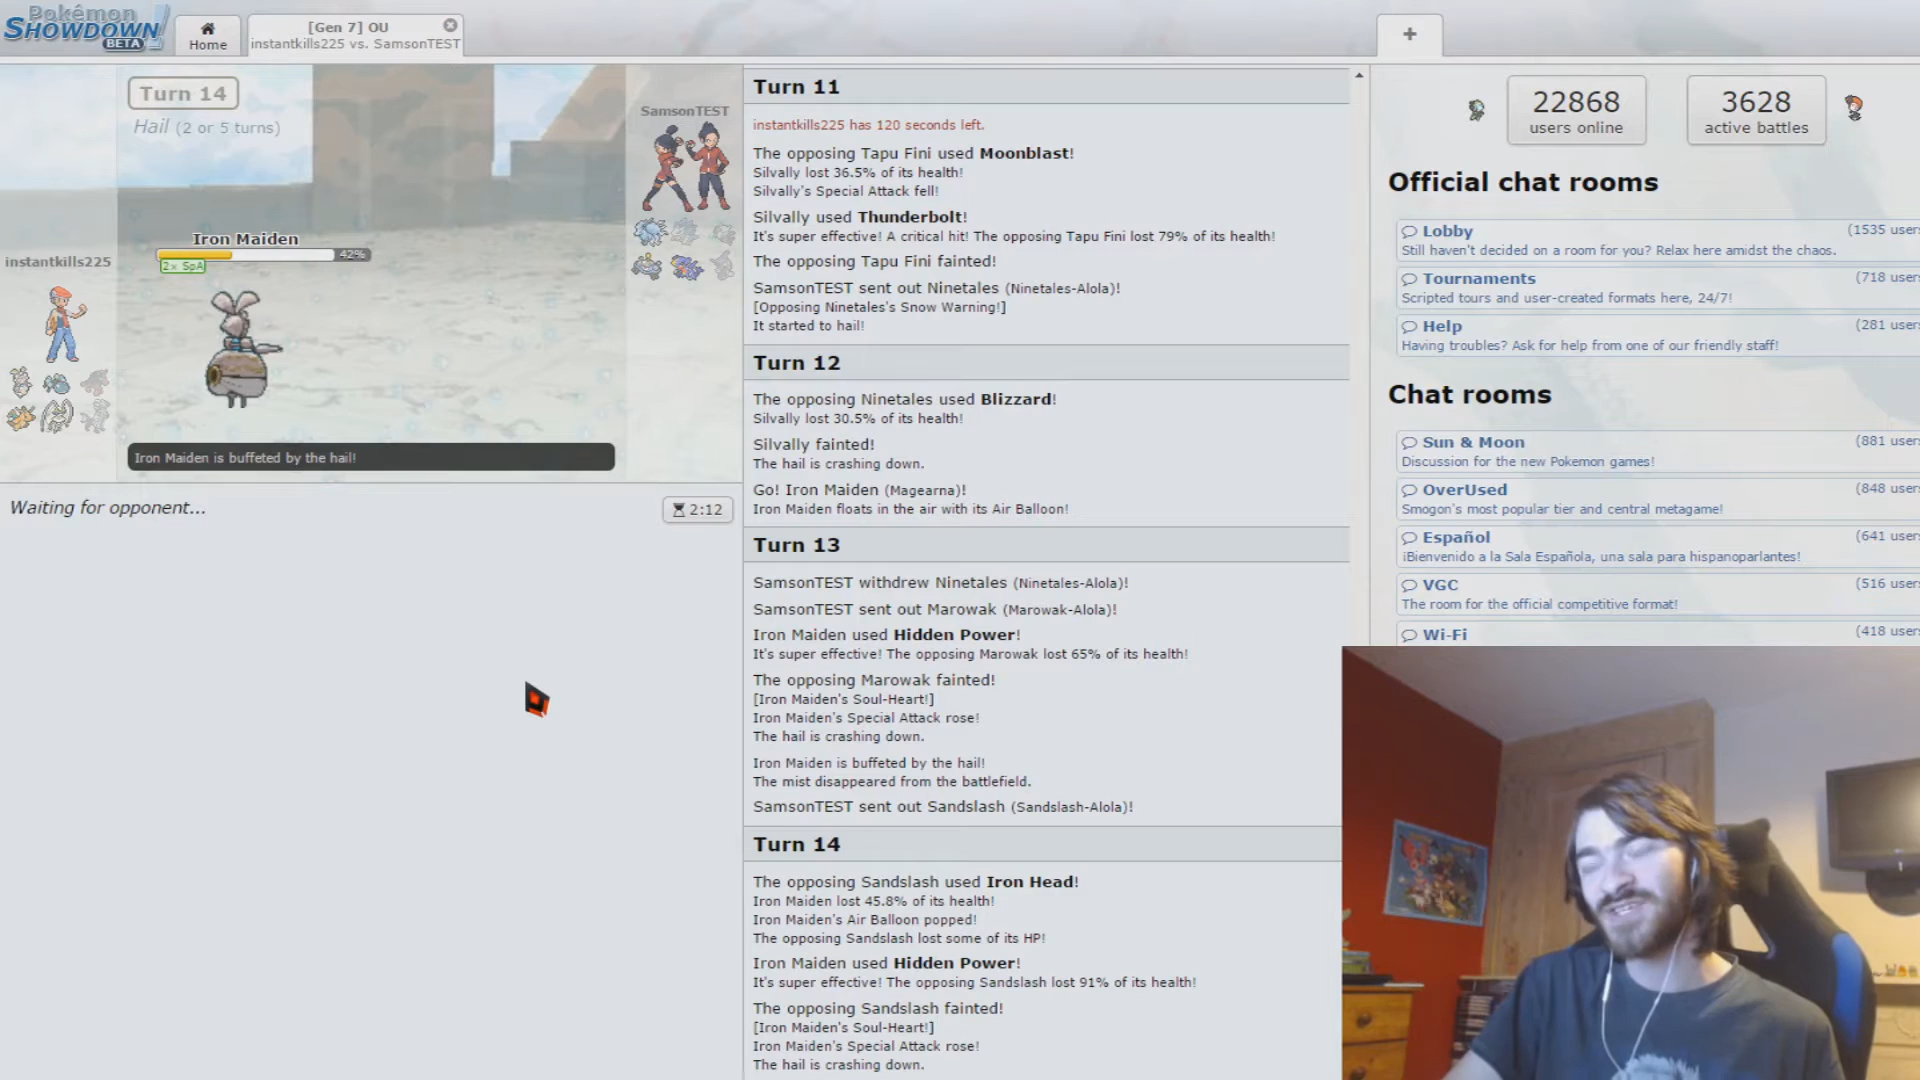 Pokémon
SHOWDOWN!
BETA
Home
[Gen 7] OU
instantkills225 vs. SamsonTEST
+
Turn 14
Hail (2 or 5 turns)
SamsonTEST
Iron Maiden
42%
2x SpA
instantkills225
Iron Maiden is buffeted by the hail!
Waiting for opponent...
2:12
Turn 11
instantkills225 has 120 seconds left.
The opposing Tapu Fini used Moonblast!
Silvally lost 36.5% of its health!
Silvally's Special Attack fell!
Silvally used Thunderbolt!
It's super effective! A critical hit! The opposing Tapu Fini lost 79% of its health!
The opposing Tapu Fini fainted!
SamsonTEST sent out Ninetales (Ninetales-Alola)!
[Opposing Ninetales's Snow Warning!]
It started to hail!
Turn 12
The opposing Ninetales used Blizzard!
Silvally lost 30.5% of its health!
Silvally fainted!
The hail is crashing down.
Go! Iron Maiden (Magearna)!
Iron Maiden floats in the air with its Air Balloon!
Turn 13
SamsonTEST withdrew Ninetales (Ninetales-Alola)!
SamsonTEST sent out Marowak (Marowak-Alola)!
Iron Maiden used Hidden Power!
It's super effective! The opposing Marowak lost 65% of its health!
The opposing Marowak fainted!
[Iron Maiden's Soul-Heart!]
Iron Maiden's Special Attack rose!
The hail is crashing down.
Iron Maiden is buffeted by the hail!
The mist disappeared from the battlefield.
SamsonTEST sent out Sandslash (Sandslash-Alola)!
Turn 14
The opposing Sandslash used Iron Head!
Iron Maiden lost 45.8% of its health!
Iron Maiden's Air Balloon popped!
The opposing Sandslash lost some of its HP!
Iron Maiden used Hidden Power!
It's super effective! The opposing Sandslash lost 91% of its health!
The opposing Sandslash fainted!
[Iron Maiden's Soul-Heart!]
Iron Maiden's Special Attack rose!
The hail is crashing down.
22868
users online
3628
active battles
Official chat rooms
Lobby (1535 users
Still haven't decided on a room for you? Relax here amidst the chaos.
Tournaments (718 users
Scripted tours and user-created formats here, 24/7!
Help (281 users
Having troubles? Ask for help from one of our friendly staff!
Chat rooms
Sun & Moon (881 users
Discussion for the new Pokemon games!
OverUsed (848 users
Smogon's most popular tier and central metagame!
Español (641 users
¡Bienvenido a la Sala Española, una sala para hispanoparlantes!
VGC (516 users
The room for the official competitive format!
Wi-Fi (418 users